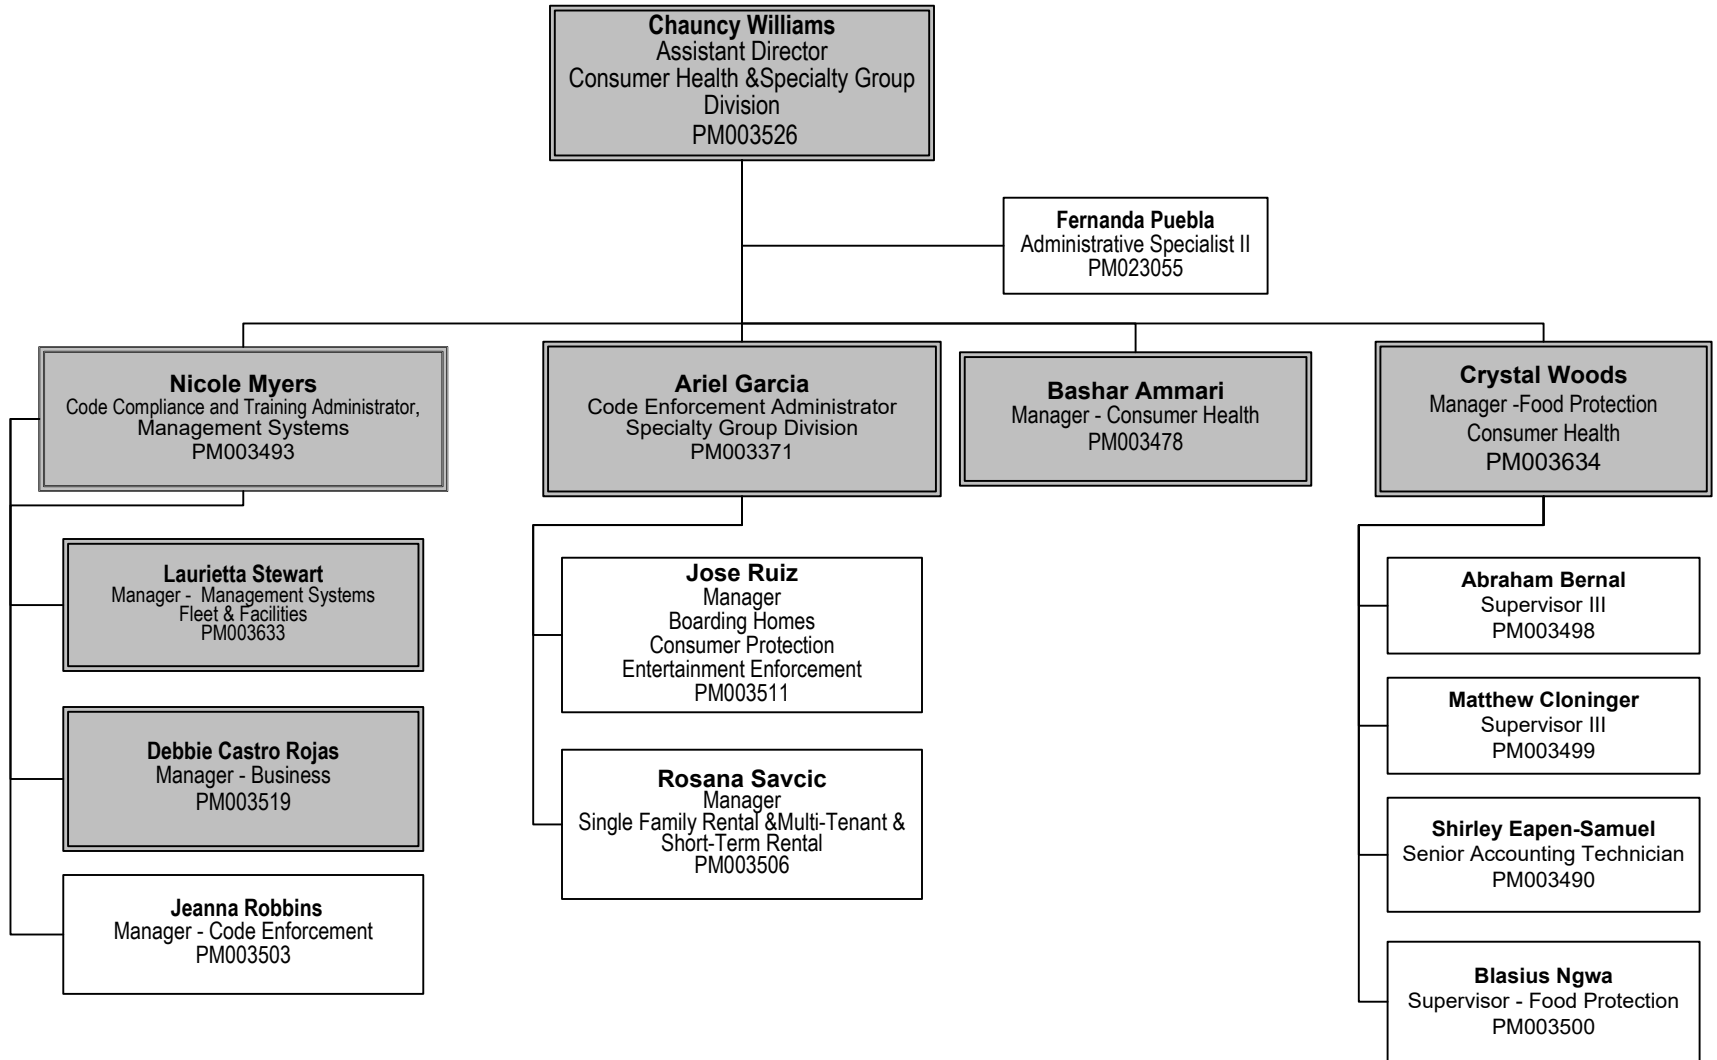 Chauncy Williams
Assistant Director
Consumer Health &Specialty Group
Division
PM003526
Fernanda Puebla
Administrative Specialist II
PM023055
Nicole Myers
Code Compliance and Training Administrator,
Management Systems
PM003493
Ariel Garcia
Code Enforcement Administrator
Specialty Group Division
PM003371
Bashar Ammari
Manager - Consumer Health
PM003478
Crystal Woods
Manager -Food Protection
Consumer Health
PM003634
Laurietta Stewart
Manager - Management Systems
Fleet & Facilities
PM003633
Debbie Castro Rojas
Manager - Business
PM003519
Jeanna Robbins
Manager - Code Enforcement
PM003503
Jose Ruiz
Manager
Boarding Homes
Consumer Protection
Entertainment Enforcement
PM003511
Rosana Savcic
Manager
Single Family Rental &Multi-Tenant &
Short-Term Rental
PM003506
Abraham Bernal
Supervisor III
PM003498
Matthew Cloninger
Supervisor III
PM003499
Shirley Eapen-Samuel
Senior Accounting Technician
PM003490
Blasius Ngwa
Supervisor - Food Protection
PM003500